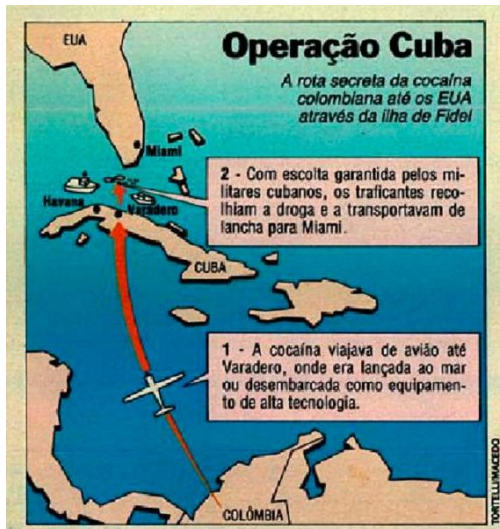 EUA
Operação Cuba
A rota secreta da cocaína
colombiana até os EUA
através da ilha de Fidel
Miami
2 - Com escolta garantida pelos mi-
litares cubanos, os traficantes reco-
lhiam a droga e a transportavam de
lancha para Miami.
Havana
Varadero
CUBA
1 - A cocaína viajava de avião até
Varadero, onde era lançada ao mar
ou desembarcada como equipamen-
to de alta tecnologia.
COLÔMBIA